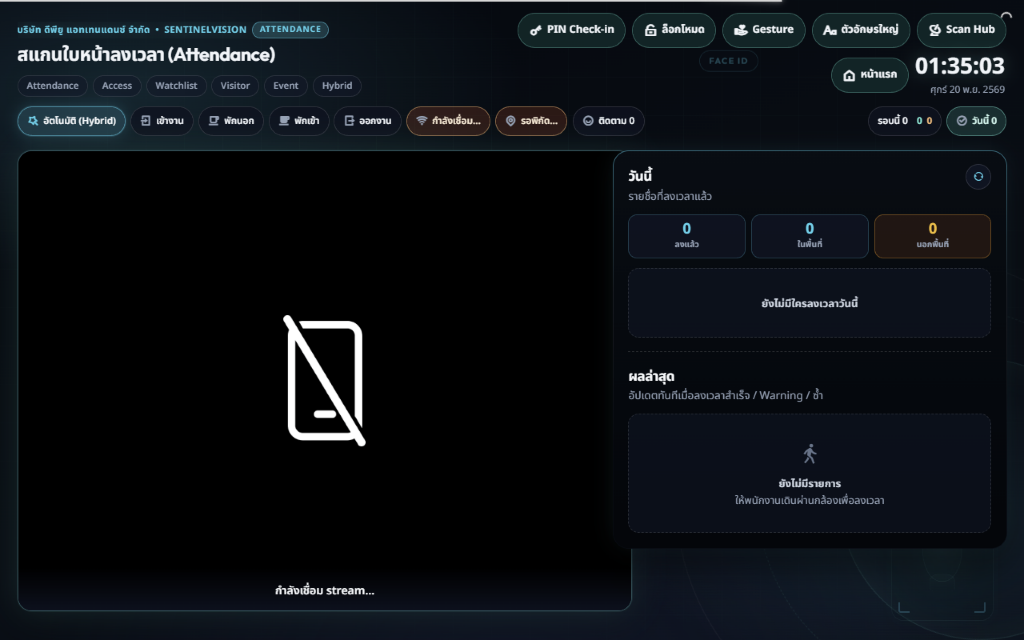 บริษัท ดีพียู แอทเทนแดนซ์ จำกัด • SENTINELVISION ATTENDANCE
สแกนใบหน้าลงเวลา (Attendance)
Attendance Access Watchlist Visitor Event Hybrid
PIN Check-in ล็อกโหมด Gesture Aa ตัวอักษรใหญ่ Scan Hub
FACE ID
หน้าแรก 01:35:03
ศุกร์ 20 พ.ย. 2569
อัตโนมัติ (Hybrid) เข้างาน พักนอก พักเข้า ออกงาน กำลังเชื่อม... รอพิกัด... ติดตาม 0
รอบนี้ 0 0 0 วันนี้ 0
กำลังเชื่อม stream...
วันนี้
รายชื่อที่ลงเวลาแล้ว
0 0 0
ลงแล้ว ในพื้นที่ นอกพื้นที่
ยังไม่มีใครลงเวลาวันนี้
ผลล่าสุด
อัปเดตทันทีเมื่อลงเวลาสำเร็จ / Warning / ซ้ำ
ยังไม่มีรายการ
ให้พนักงานเดินผ่านกล้องเพื่อลงเวลา